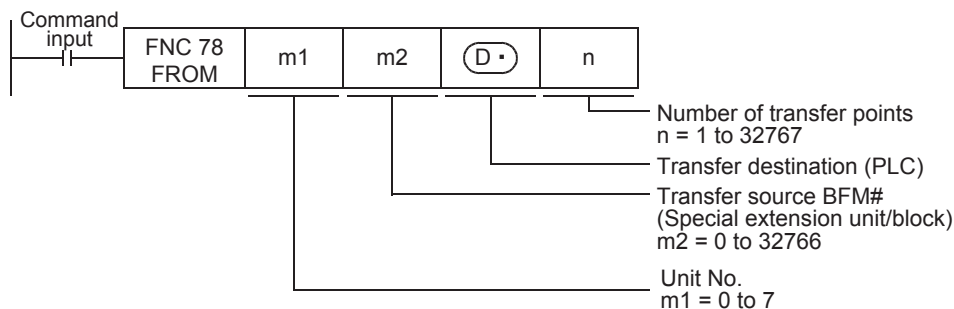 Command
input
FNC 78
FROM
m1
m2
D •
n
Number of transfer points
n = 1 to 32767
Transfer destination (PLC)
Transfer source BFM#
(Special extension unit/block)
m2 = 0 to 32766
Unit No.
m1 = 0 to 7